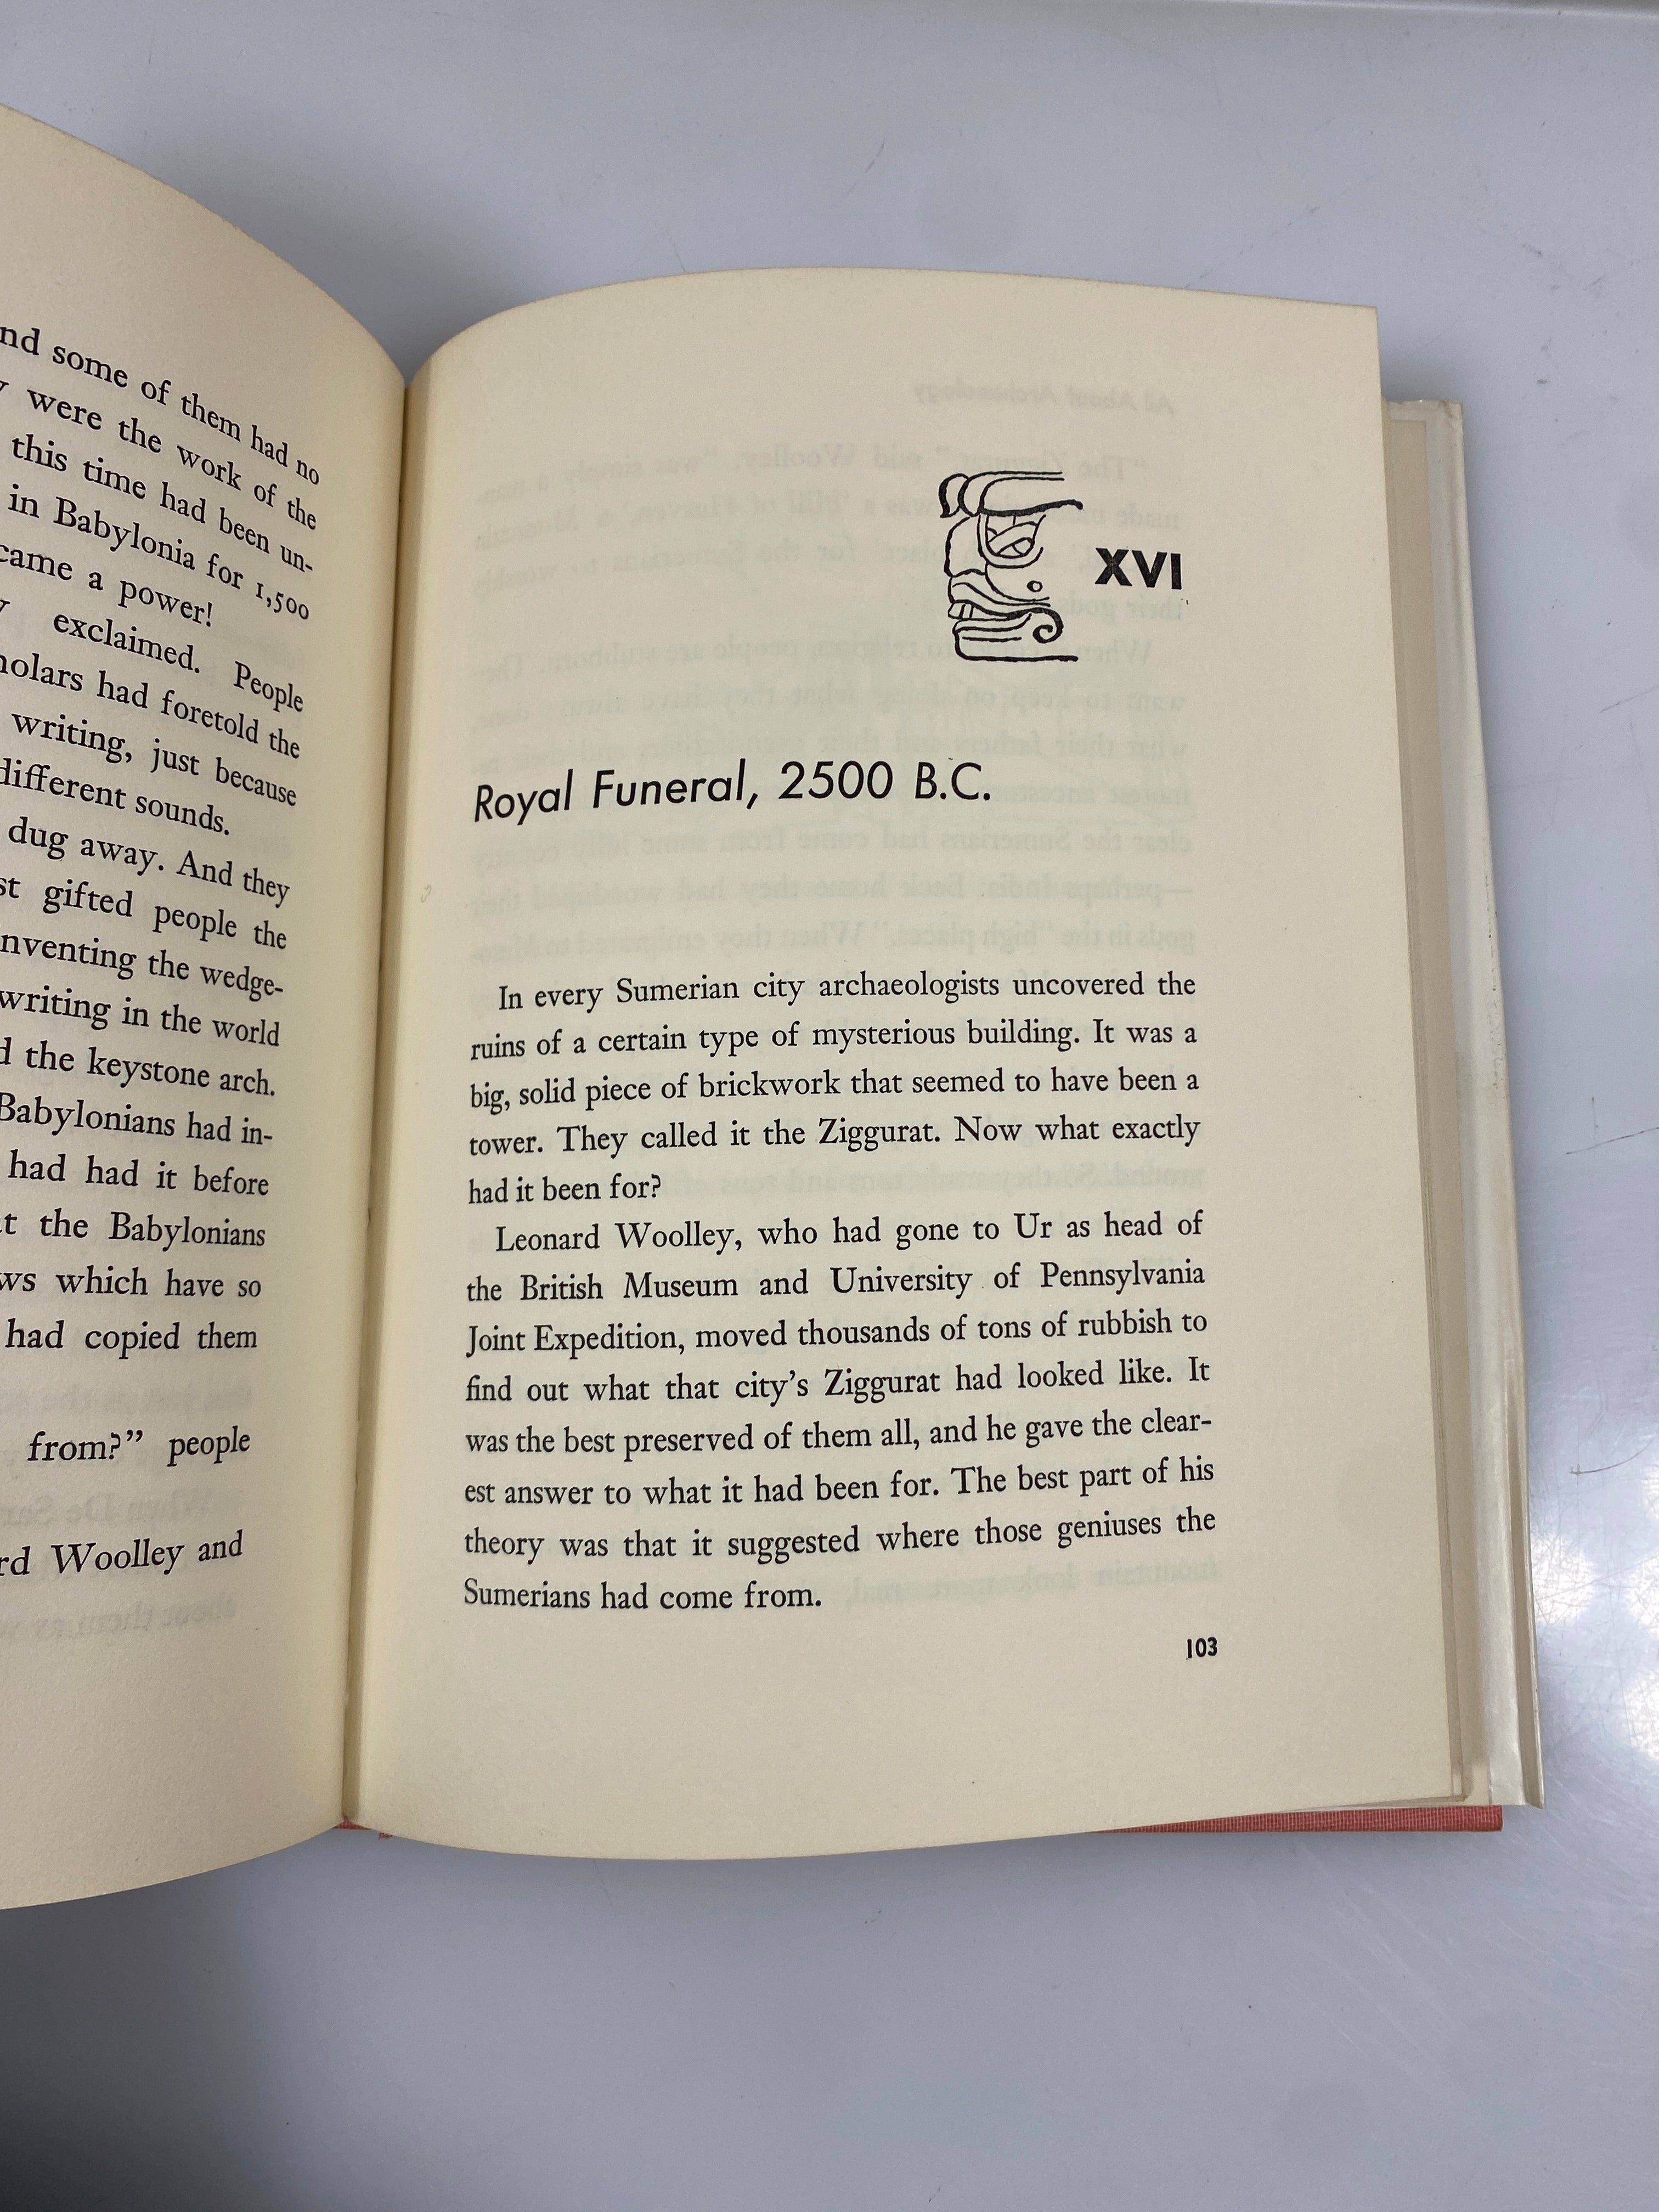 nd some of them had no
were the work of the
this time had been un-
in Babylonia for 1,500
came a power!
exclaimed. People
holars had foretold the
writing, just because
different sounds.
dug away. And they
st gifted people the
nventing the wedge-
writing in the world
d the keystone arch.
Babylonians had in-
had had it before
at the Babylonians
ws which have so
had copied them
from?” people
rd Woolley and
XVI
Royal Funeral, 2500 B.C.
In every Sumerian city archaeologists uncovered the
ruins of a certain type of mysterious building. It was a
big, solid piece of brickwork that seemed to have been a
tower. They called it the Ziggurat. Now what exactly
had it been for?
Leonard Woolley, who had gone to Ur as head of
the British Museum and University of Pennsylvania
Joint Expedition, moved thousands of tons of rubbish to
find out what that city’s Ziggurat had looked like. It
was the best preserved of them all, and he gave the clear-
est answer to what it had been for. The best part of his
theory was that it suggested where those geniuses the
Sumerians had come from.
103